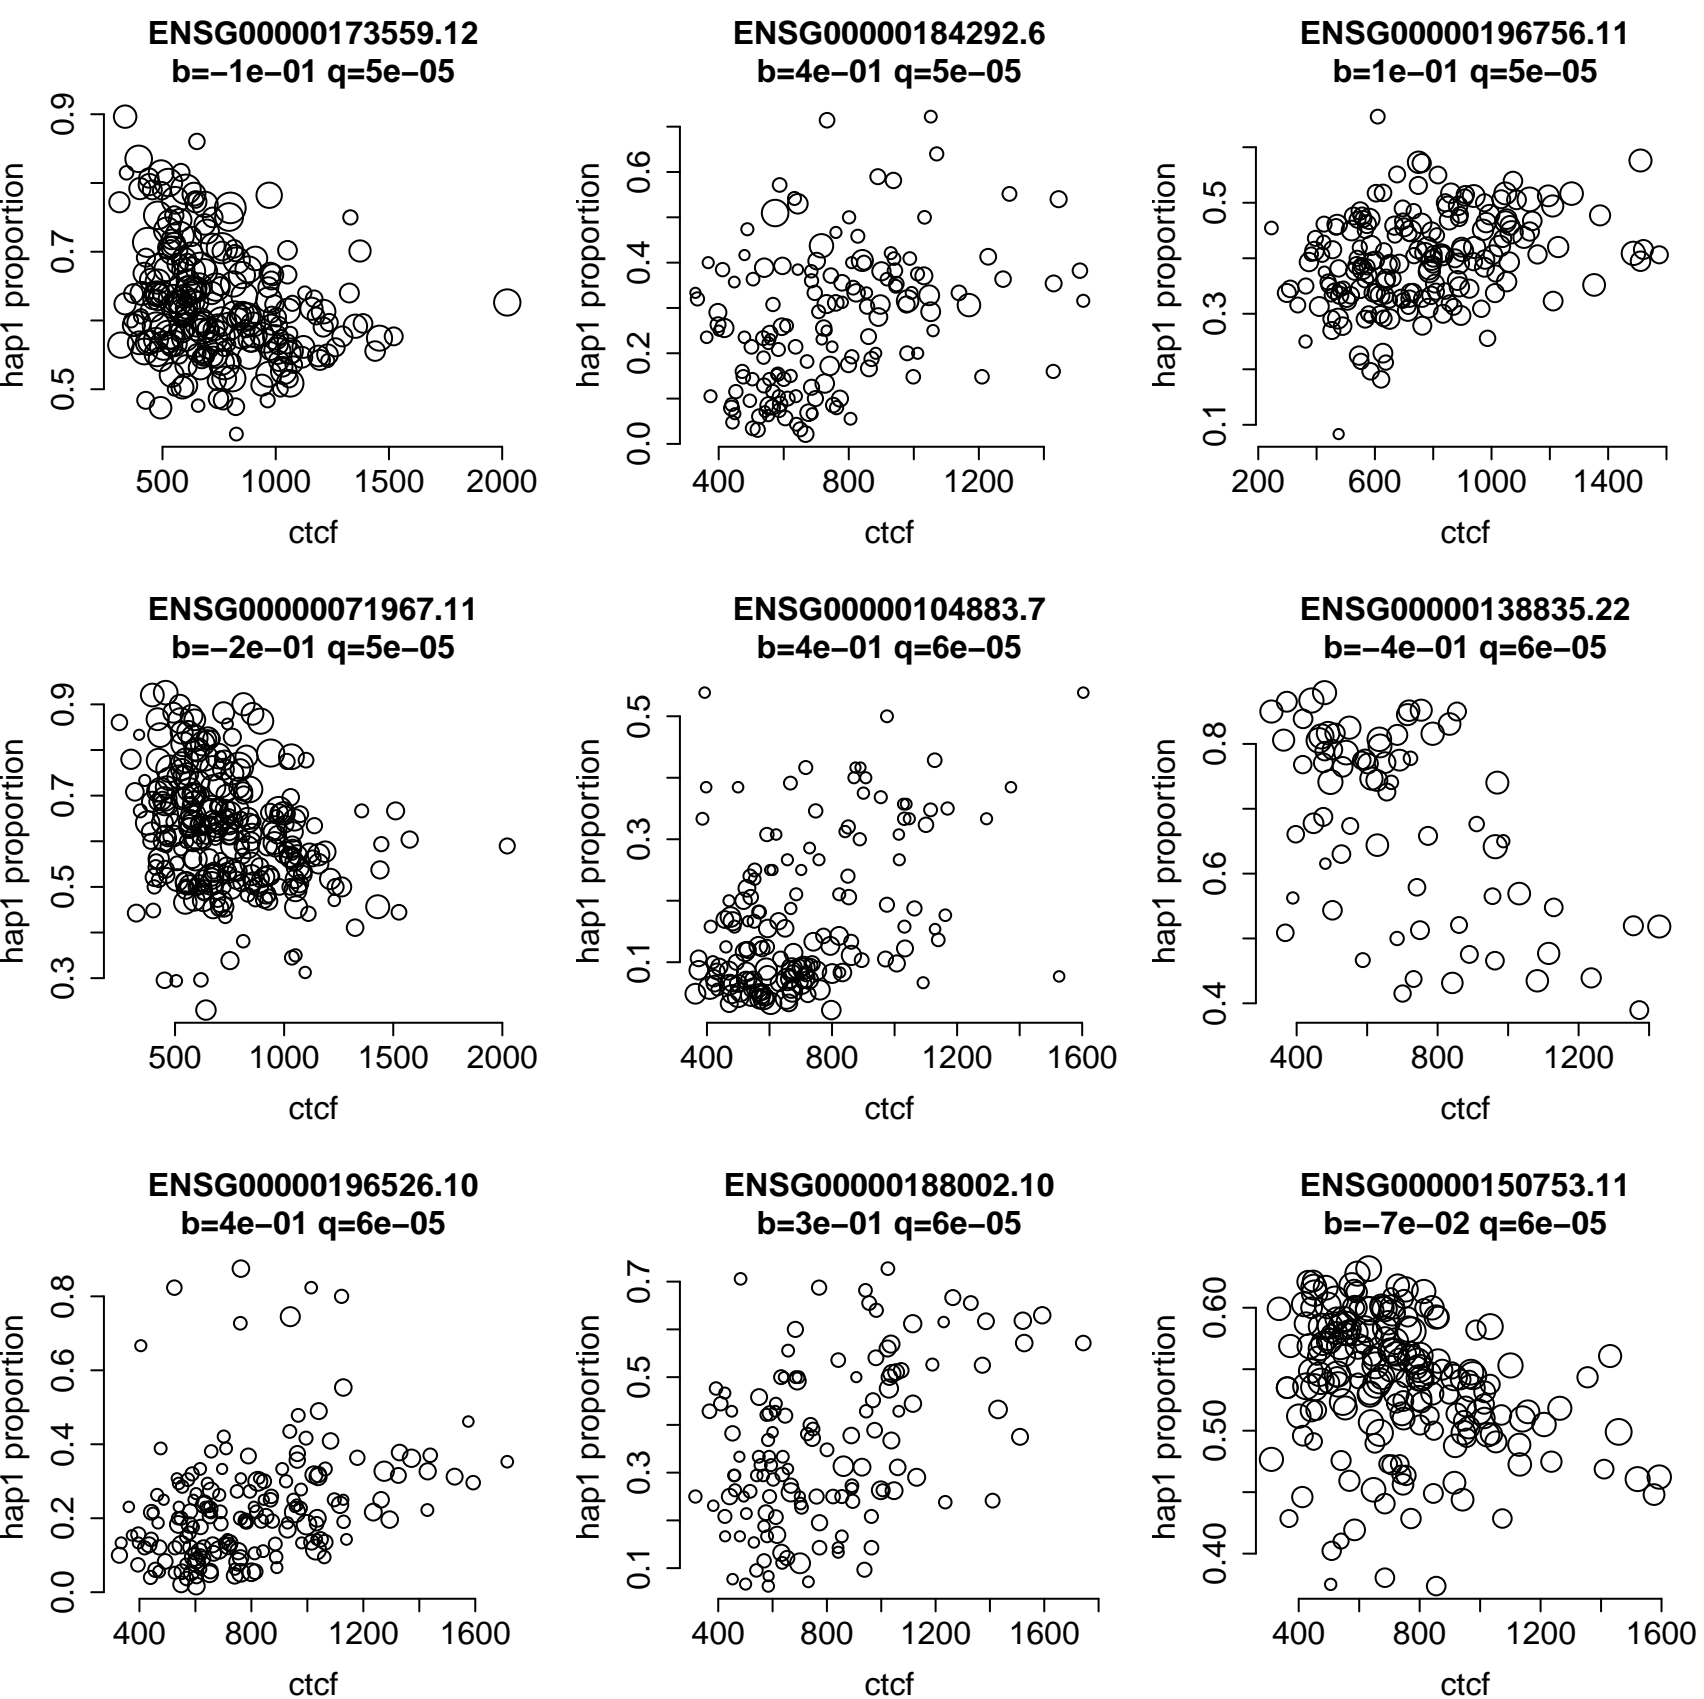 ENSG00000173559.12
b=−1e−01 q=5e−05
hap1 proportion
0.5 0.7 0.9
500 1000 1500 2000
ctcf
ENSG00000184292.6
b=4e−01 q=5e−05
hap1 proportion
0.0 0.2 0.4 0.6
400 800 1200
ctcf
ENSG00000196756.11
b=1e−01 q=5e−05
hap1 proportion
0.1 0.3 0.5
200 600 1000 1400
ctcf
ENSG00000071967.11
b=−2e−01 q=5e−05
hap1 proportion
0.3 0.5 0.7 0.9
500 1000 1500 2000
ctcf
ENSG00000104883.7
b=4e−01 q=6e−05
hap1 proportion
0.1 0.3 0.5
400 800 1200 1600
ctcf
ENSG00000138835.22
b=−4e−01 q=6e−05
hap1 proportion
0.4 0.6 0.8
400 800 1200
ctcf
ENSG00000196526.10
b=4e−01 q=6e−05
hap1 proportion
0.0 0.2 0.4 0.6 0.8
400 800 1200 1600
ctcf
ENSG00000188002.10
b=3e−01 q=6e−05
hap1 proportion
0.1 0.3 0.5 0.7
400 800 1200 1600
ctcf
ENSG00000150753.11
b=−7e−02 q=6e−05
hap1 proportion
0.40 0.50 0.60
400 800 1200 1600
ctcf